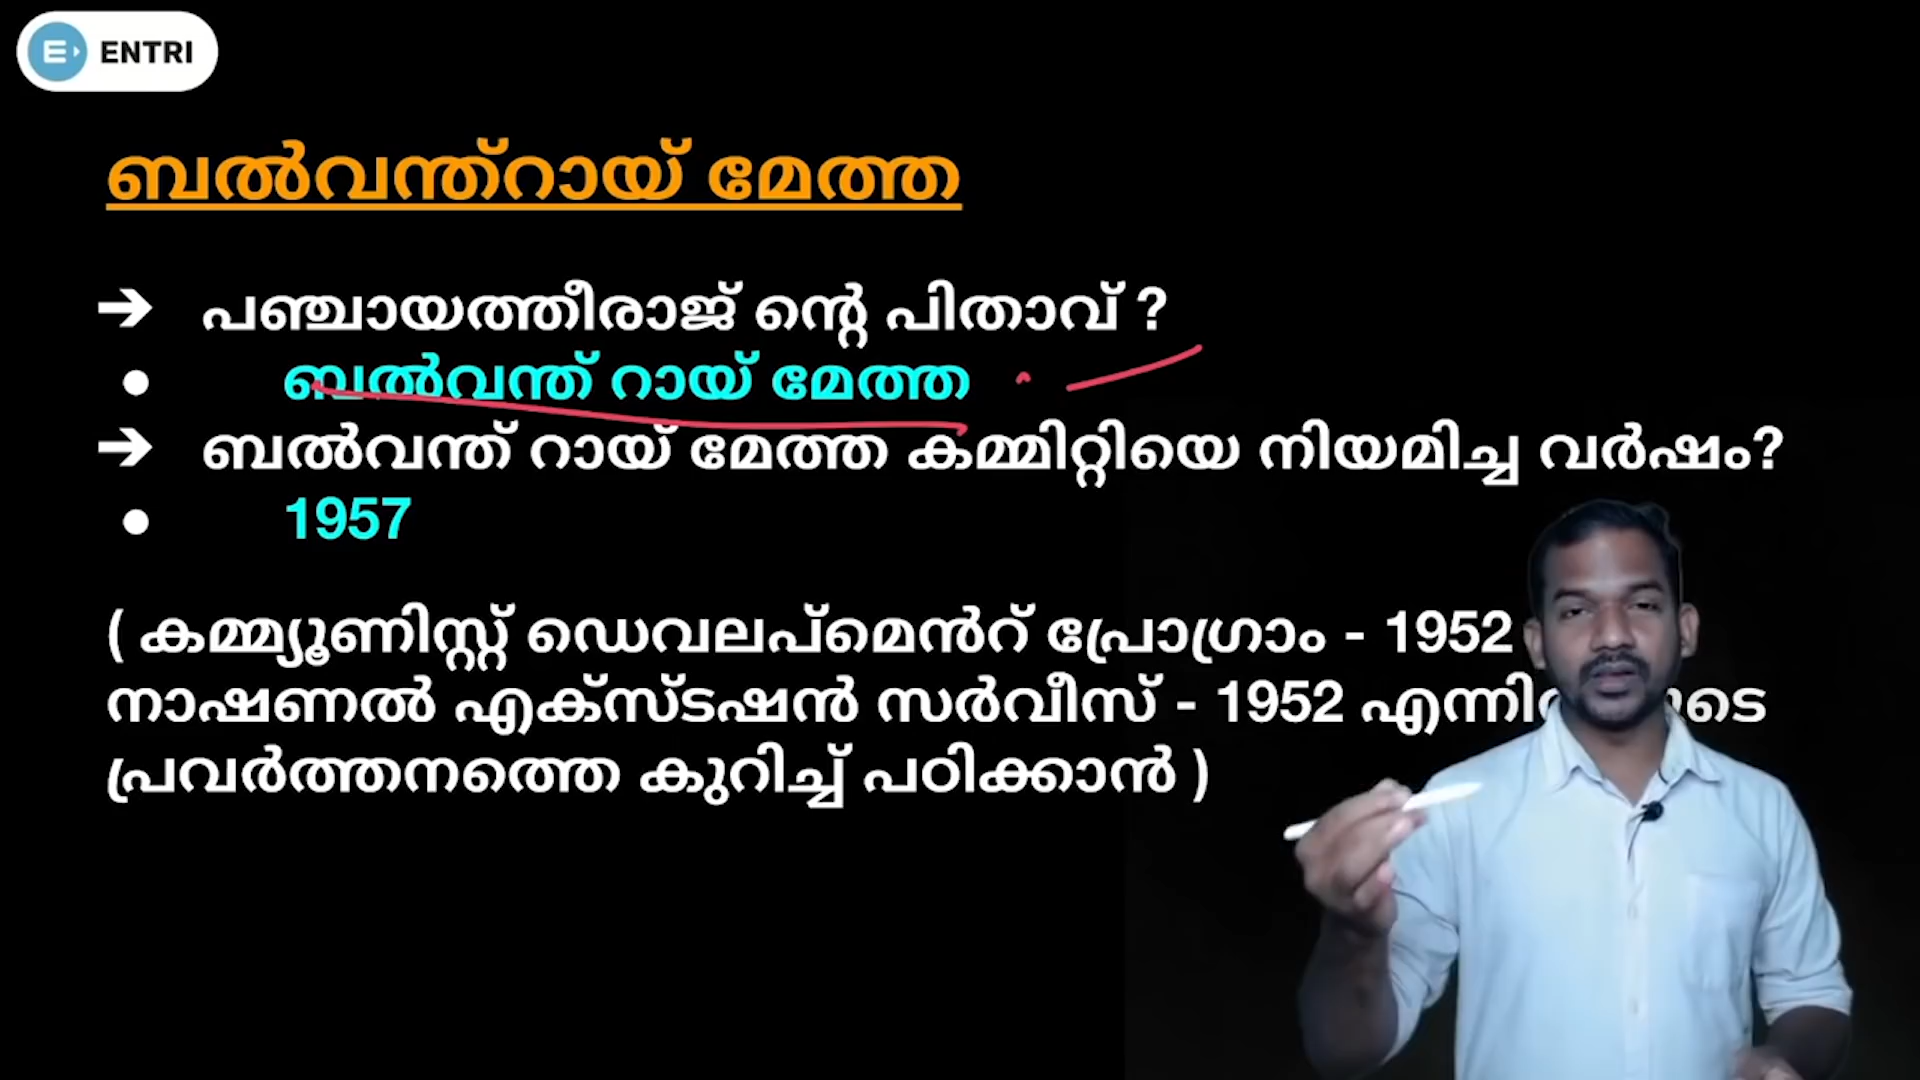 ENTRI
ബൽവന്ത്റായ് മേത്ത
➔ പഞ്ചായത്തീരാജ് ന്റെ പിതാവ് ?
● ബൽവന്ത് റായ് മേത്ത
➔ ബൽവന്ത് റായ് മേത്ത കമ്മിറ്റിയെ നിയമിച്ച വർഷം?
● 1957
( കമ്മ്യൂണിസ്റ്റ് ഡെവലപ്മെൻറ് പ്രോഗ്രാം - 1952
നാഷണൽ എക്സ്ടഷൻ സർവീസ് - 1952
പ്രവർത്തനത്തെ കുറിച്ച് പഠിക്കാൻ )